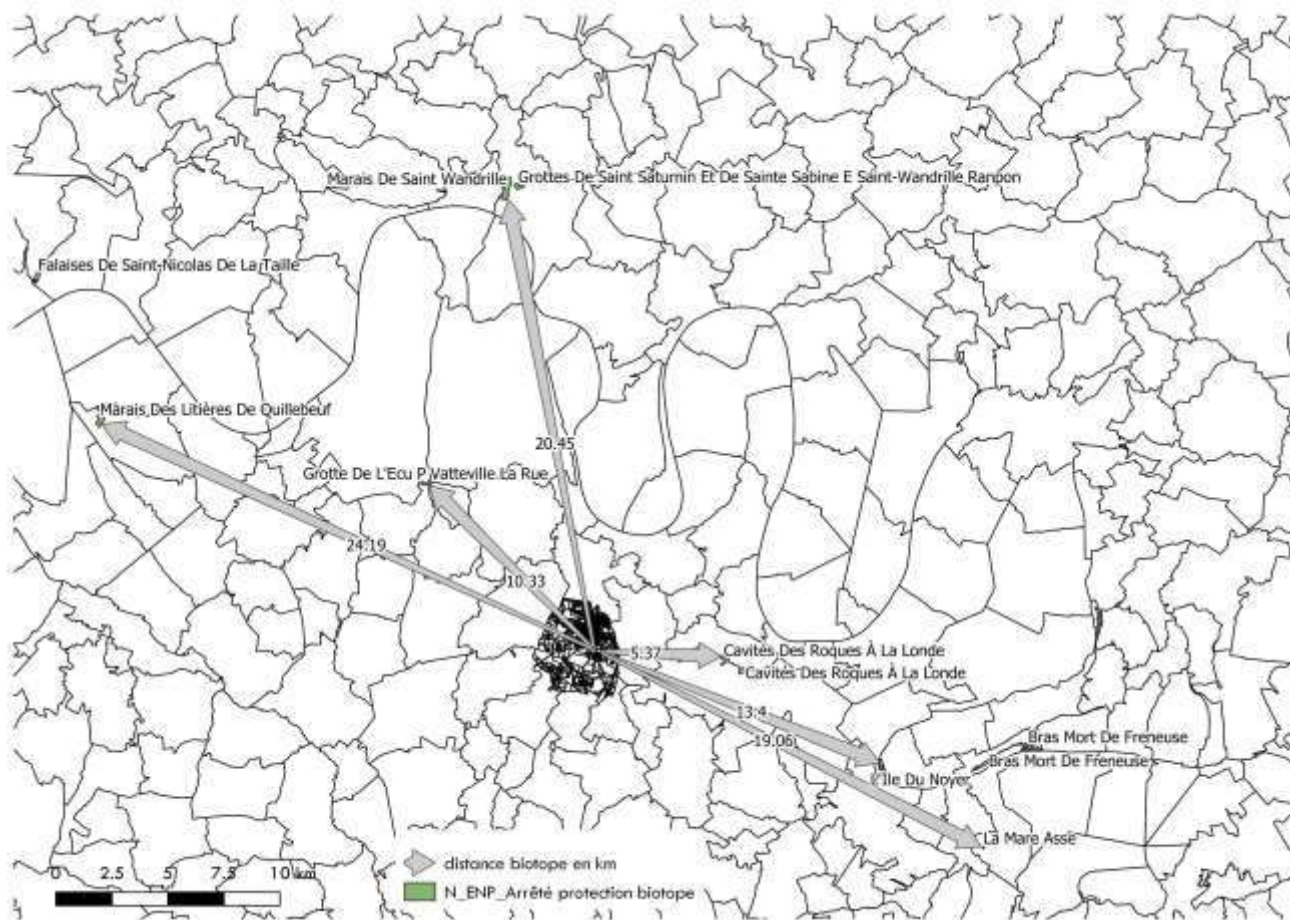 Marais De Saint Wandrille
Grottes De Saint Saturnin Et De Sainte Sabine E Saint-Wandrille Rançon
Falaises De Saint-Nicolas De La Taille
Marais Des Litières De Quillebeuf
20.45
Grotte De L'Ecu P Vatteville La Rue
24.19
10.33
5.37
Cavités Des Roques À La Londe
Cavités Des Roques À La Londe
13.4
19.06
Bras Mort De Freneuse
Bras Mort De Freneuse
L'Ile Du Noyer
La Mare Asse
distance biotope en km
0 2.5 5 7.5 10 km
N_ENP_Arrêté protection biotope